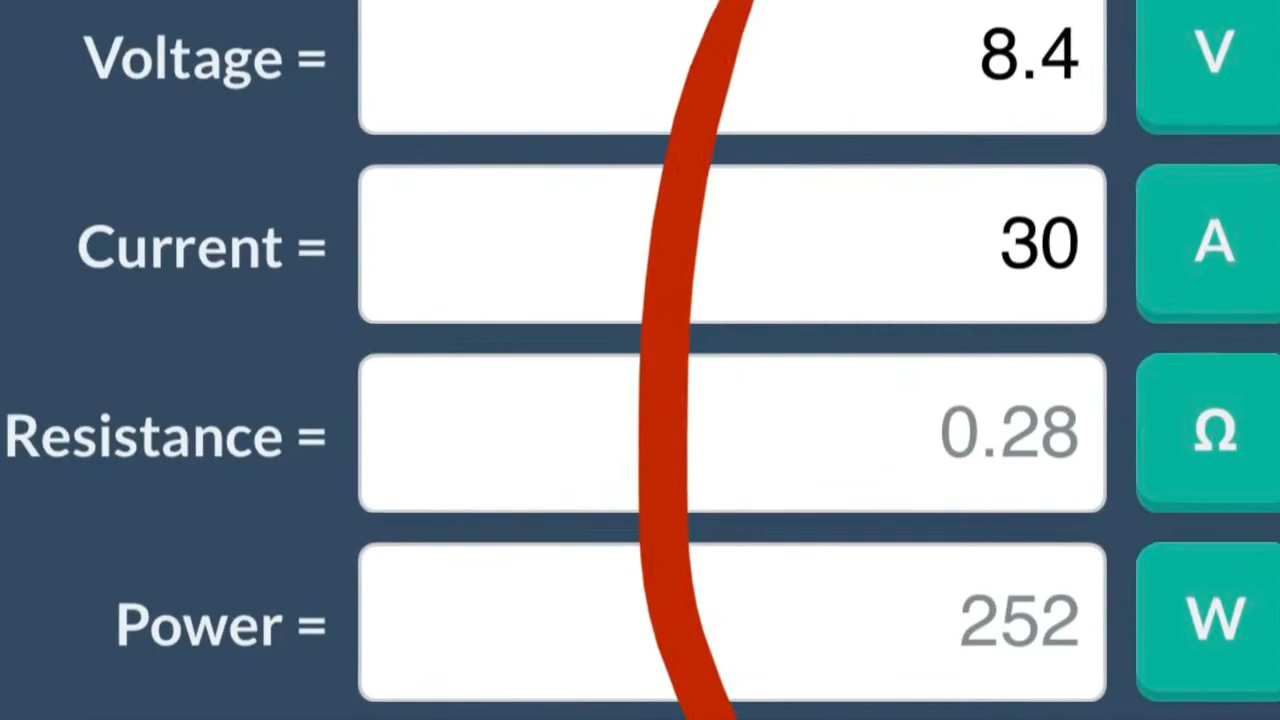 Voltage = 8.4 V
Current = 30 A
Resistance = 0.28 Ω
Power = 252 W